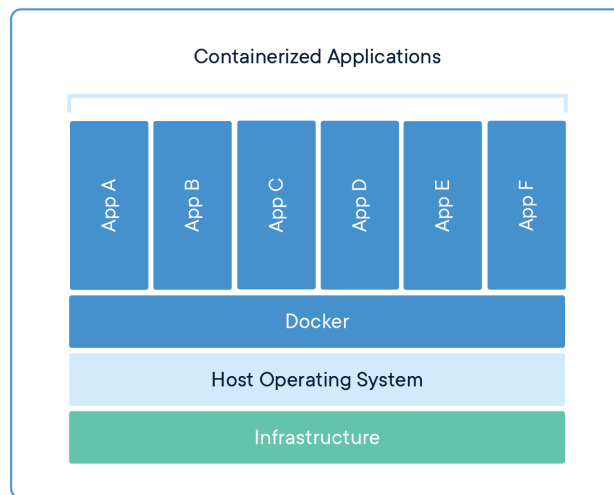 Containerized Applications
App A
App B
App C
App D
App E
App F
Docker
Host Operating System
Infrastructure